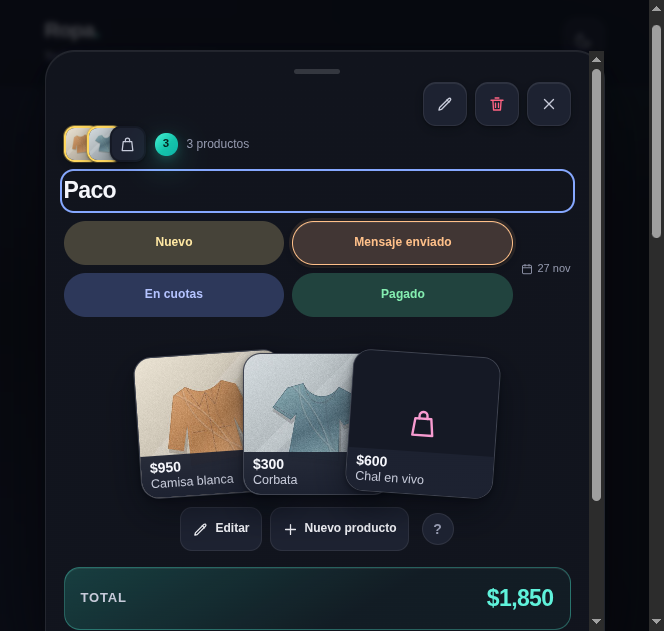 Ropa.
3
3 productos
Paco
Nuevo
Mensaje enviado
27 nov
En cuotas
Pagado
$950
Camisa blanca
$300
Corbata
$600
Chal en vivo
Editar
Nuevo producto
?
TOTAL
$1,850